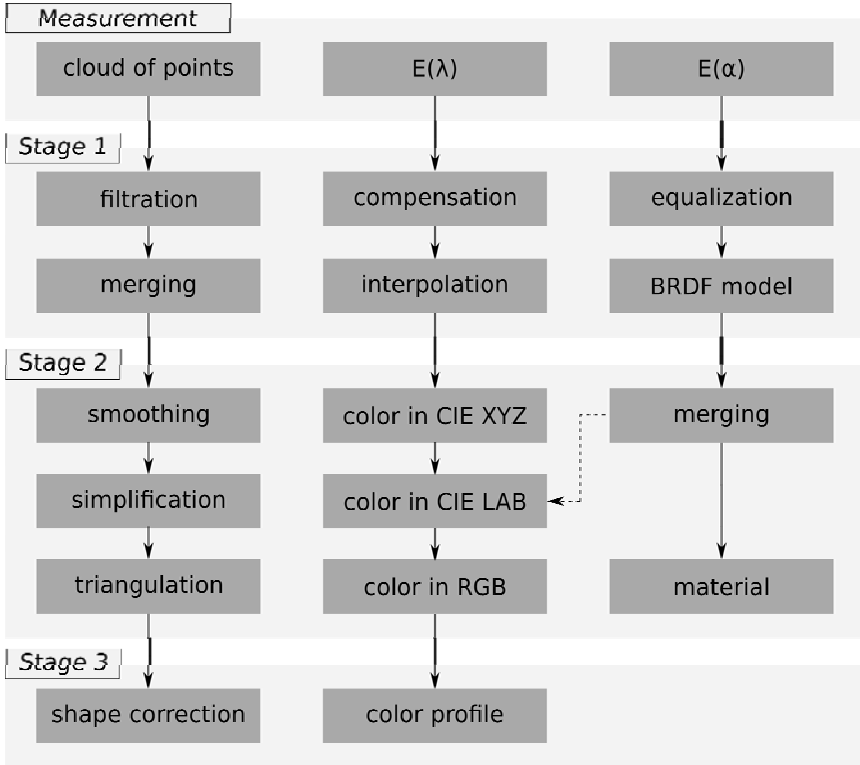 Measurement
cloud of points
E(λ)
E(α)
Stage 1
filtration
compensation
equalization
merging
interpolation
BRDF model
Stage 2
smoothing
color in CIE XYZ
merging
simplification
color in CIE LAB
triangulation
color in RGB
material
Stage 3
shape correction
color profile